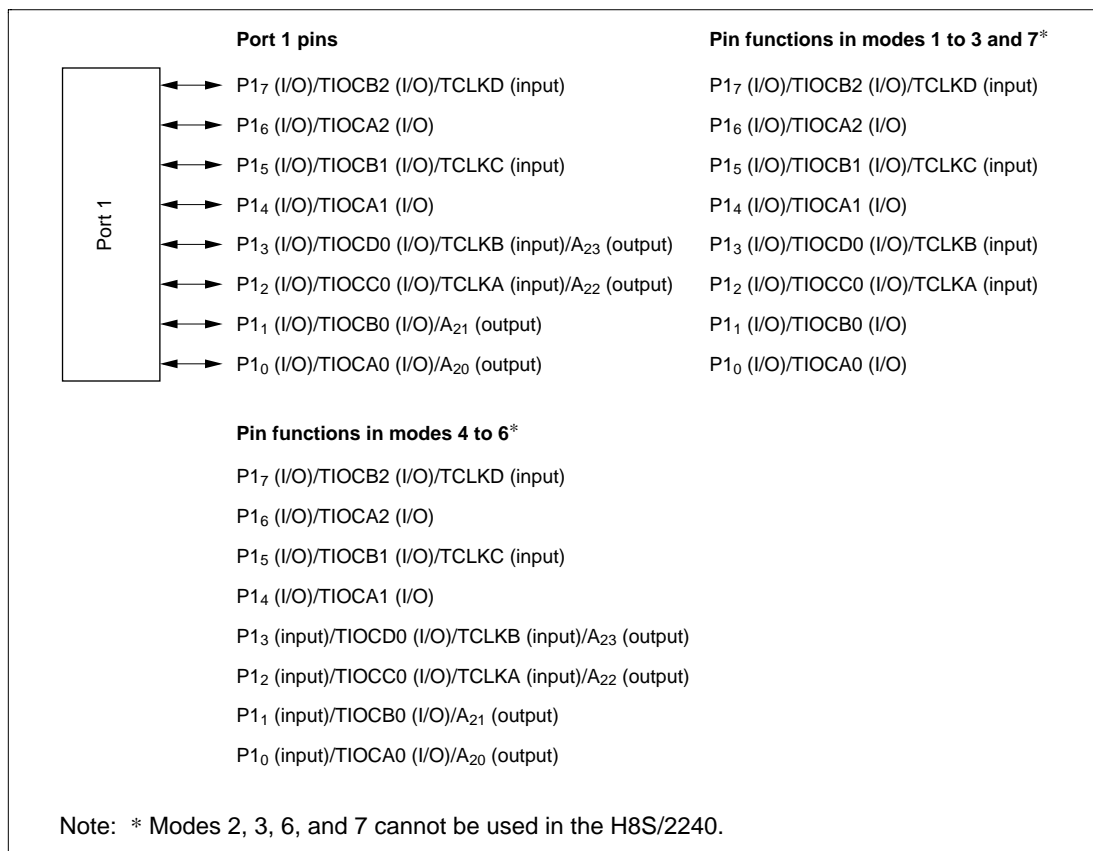 Port 1 pins
Pin functions in modes 1 to 3 and 7*
Port 1
P1₇ (I/O)/TIOCB2 (I/O)/TCLKD (input)
P1₇ (I/O)/TIOCB2 (I/O)/TCLKD (input)
P1₆ (I/O)/TIOCA2 (I/O)
P1₆ (I/O)/TIOCA2 (I/O)
P1₅ (I/O)/TIOCB1 (I/O)/TCLKC (input)
P1₅ (I/O)/TIOCB1 (I/O)/TCLKC (input)
P1₄ (I/O)/TIOCA1 (I/O)
P1₄ (I/O)/TIOCA1 (I/O)
P1₃ (I/O)/TIOCD0 (I/O)/TCLKB (input)/A₂₃ (output)
P1₃ (I/O)/TIOCD0 (I/O)/TCLKB (input)
P1₂ (I/O)/TIOCC0 (I/O)/TCLKA (input)/A₂₂ (output)
P1₂ (I/O)/TIOCC0 (I/O)/TCLKA (input)
P1₁ (I/O)/TIOCB0 (I/O)/A₂₁ (output)
P1₁ (I/O)/TIOCB0 (I/O)
P1₀ (I/O)/TIOCA0 (I/O)/A₂₀ (output)
P1₀ (I/O)/TIOCA0 (I/O)
Pin functions in modes 4 to 6*
P1₇ (I/O)/TIOCB2 (I/O)/TCLKD (input)
P1₆ (I/O)/TIOCA2 (I/O)
P1₅ (I/O)/TIOCB1 (I/O)/TCLKC (input)
P1₄ (I/O)/TIOCA1 (I/O)
P1₃ (input)/TIOCD0 (I/O)/TCLKB (input)/A₂₃ (output)
P1₂ (input)/TIOCC0 (I/O)/TCLKA (input)/A₂₂ (output)
P1₁ (input)/TIOCB0 (I/O)/A₂₁ (output)
P1₀ (input)/TIOCA0 (I/O)/A₂₀ (output)
Note: * Modes 2, 3, 6, and 7 cannot be used in the H8S/2240.